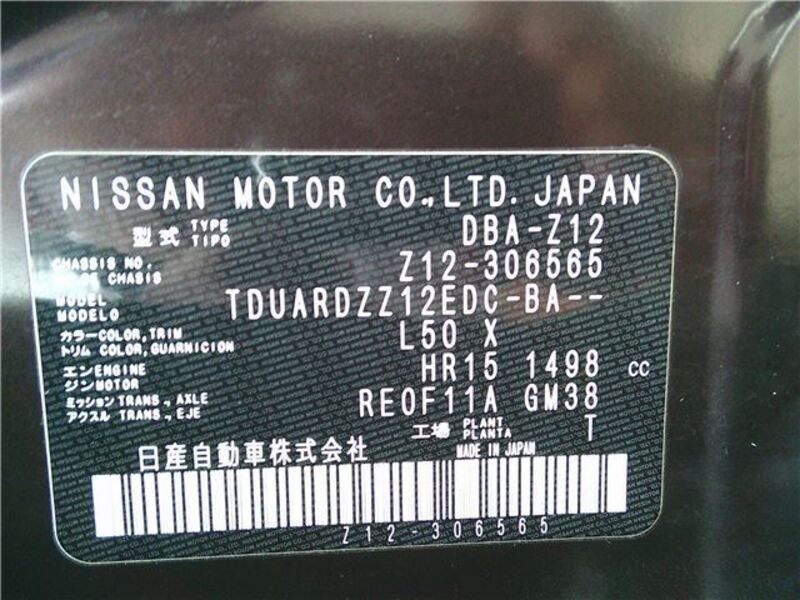 NISSAN MOTOR CO.,LTD. JAPAN
型式 TYPE TIPO DBA-Z12
CHASSIS NO. Z12-306565
DE CHASIS
MODEL MODELO TDUARDZZ12EDC-BA--
カラー COLOR, TRIM L50 X
トリム COLOR, GUARNICION
エンジン ENGINE MOTOR HR15 1498 CC
ミッション TRANS., AXLE RE0F11A GM38
アクスル TRANS., EJE
工場 PLANT PLANTA T
日産自動車株式会社 MADE IN JAPAN
Z12-306565